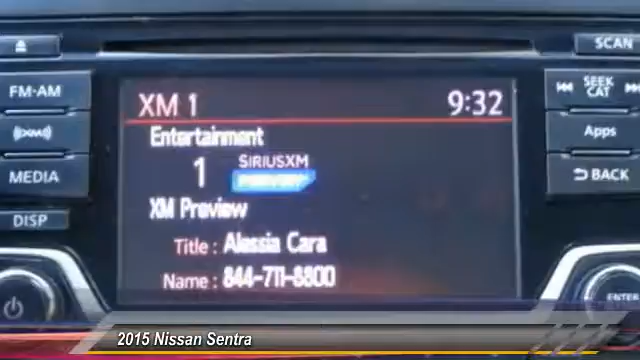 SCAN
FM·AM
XM 1 9:32
SEEK
CAT
Entertainment
((XM))
Apps
1 SIRIUSXM
PREVIEW
MEDIA
BACK
XM Preview
DISP
Title : Alessia Cara
Name : 844-711-8800
ENTER
2015 Nissan Sentra